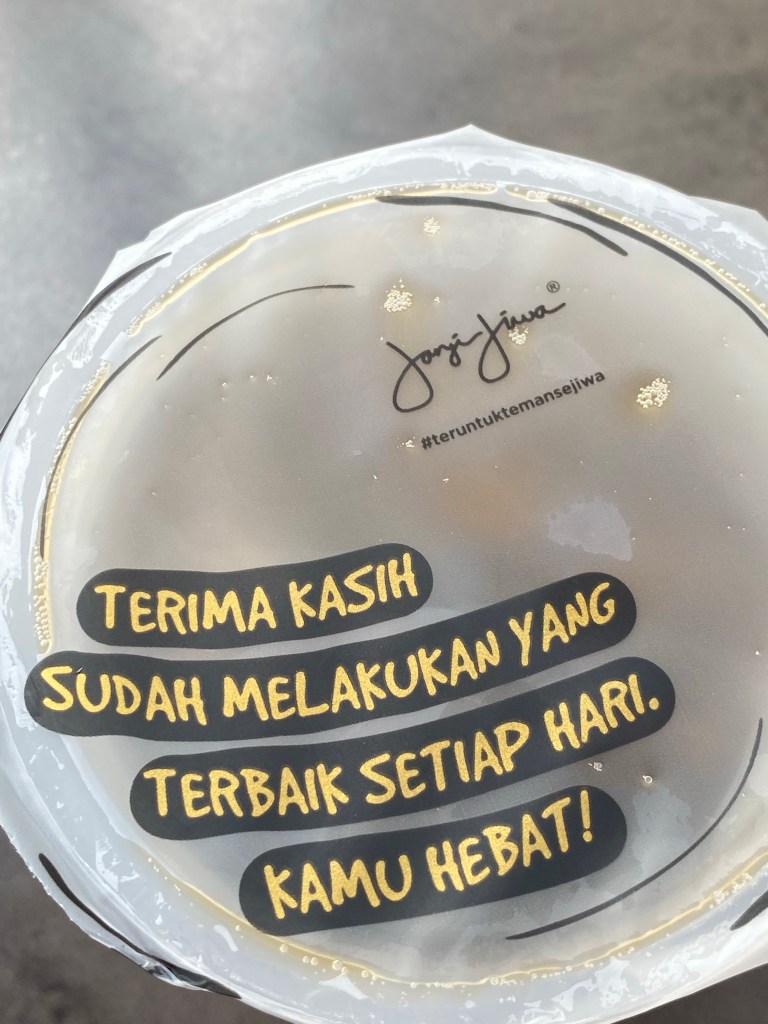 Janji Jiwa®
#teruntuktemansejiwa
TERIMA KASIH
SUDAH MELAKUKAN YANG
TERBAIK SETIAP HARI.
KAMU HEBAT!